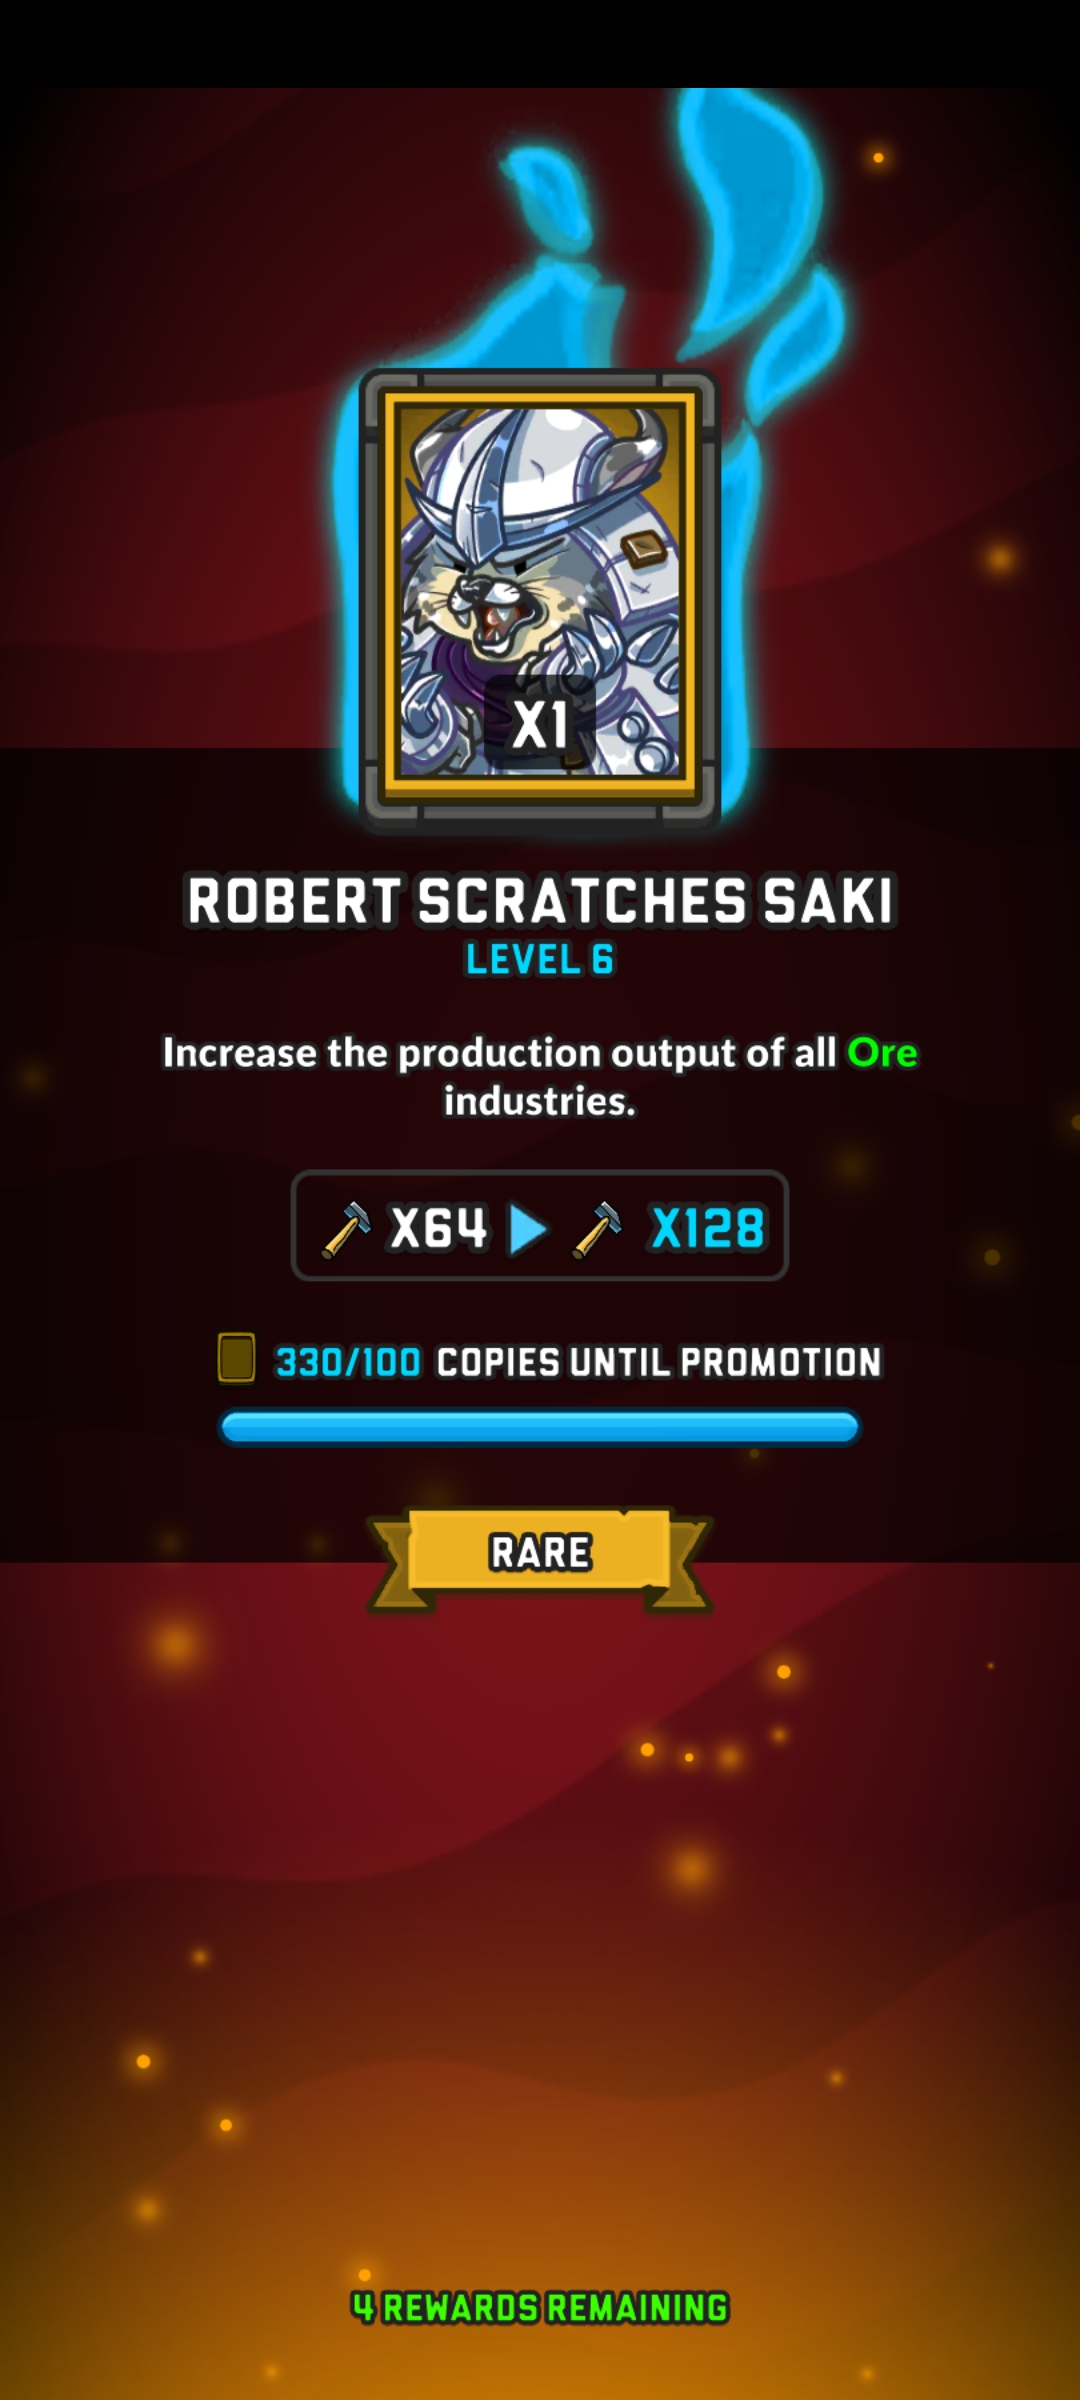 X1
ROBERT SCRATCHES SAKI
LEVEL 6
Increase the production output of all Ore
industries.
X64 X128
330/100 COPIES UNTIL PROMOTION
RARE
4 REWARDS REMAINING